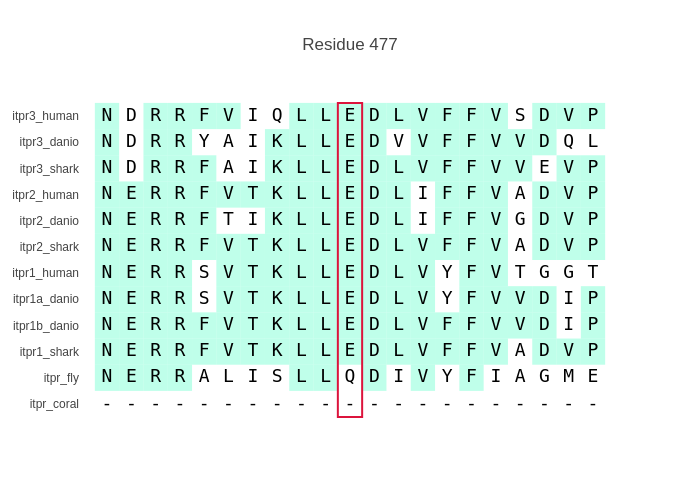 Residue 477
itpr3_human N D R R F V I Q L L E D L V F F V S D V P
itpr3_danio N D R R Y A I K L L E D V V F F V V D Q L
itpr3_shark N D R R F A I K L L E D L V F F V V E V P
itpr2_human N E R R F V T K L L E D L I F F V A D V P
itpr2_danio N E R R F T I K L L E D L I F F V G D V P
itpr2_shark N E R R F V T K L L E D L V F F V A D V P
itpr1_human N E R R S V T K L L E D L V Y F V T G G T
itpr1a_danio N E R R S V T K L L E D L V Y F V V D I P
itpr1b_danio N E R R F V T K L L E D L V F F V V D I P
itpr1_shark N E R R F V T K L L E D L V F F V A D V P
itpr_fly N E R R A L I S L L Q D I V Y F I A G M E
itpr_coral - - - - - - - - - - - - - - - - - - - - -